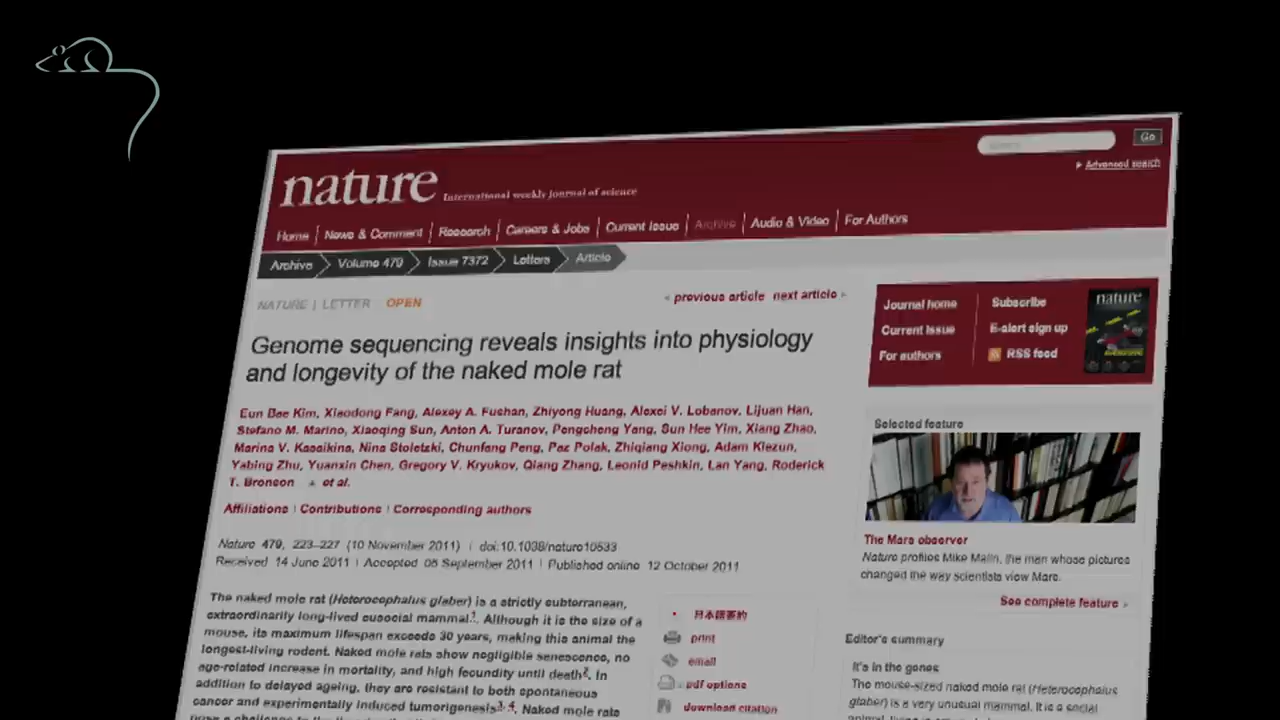 Go
Advanced search
nature International weekly journal of science
Home News & Comment Research Careers & Jobs Current Issue Archive Audio & Video For Authors
Archive Volume 479 Issue 7372 Letters Article
NATURE | LETTER OPEN
previous article next article
Journal home
Current Issue
For authors
Subscribe
E-alert sign up
RSS feed
nature
Genome sequencing reveals insights into physiology
and longevity of the naked mole rat
Eun Bae Kim, Xiaodong Fang, Alexey A. Fushan, Zhiyong Huang, Alexei V. Lobanov, Lijuan Han,
Stefano M. Marino, Xiaoqing Sun, Anton A. Turanov, Pengcheng Yang, Sun Hee Yim, Xiang Zhao,
Marina V. Kasaikina, Nina Stoletzki, Chunfang Peng, Paz Polak, Zhiqiang Xiong, Adam Kiezun,
Yabing Zhu, Yuanxin Chen, Gregory V. Kryukov, Qiang Zhang, Leonid Peshkin, Lan Yang, Roderick
T. Bronson et al.
Affiliations | Contributions | Corresponding authors
Nature 479, 223–227 (10 November 2011) | doi:10.1038/nature10533
Received 14 June 2011 | Accepted 05 September 2011 | Published online 12 October 2011
The naked mole rat (Heterocephalus glaber) is a strictly subterranean,
extraordinarily long-lived eusocial mammal1. Although it is the size of a
mouse, its maximum lifespan exceeds 30 years, making this animal the
longest-living rodent. Naked mole rats show negligible senescence, no
age-related increase in mortality, and high fecundity until death2. In
addition to delayed ageing, they are resistant to both spontaneous
cancer and experimentally induced tumorigenesis3, 4. Naked mole rats
pose a challenge to the
日本語要約
print
email
pdf options
download citation
Selected feature
The Mars observer
Nature profiles Mike Malin, the man whose pictures
changed the way scientists view Mars.
See complete feature
Editor's summary
It's in the genes
The mouse-sized naked mole rat (Heterocephalus
glaber) is a very unusual mammal. It is a social